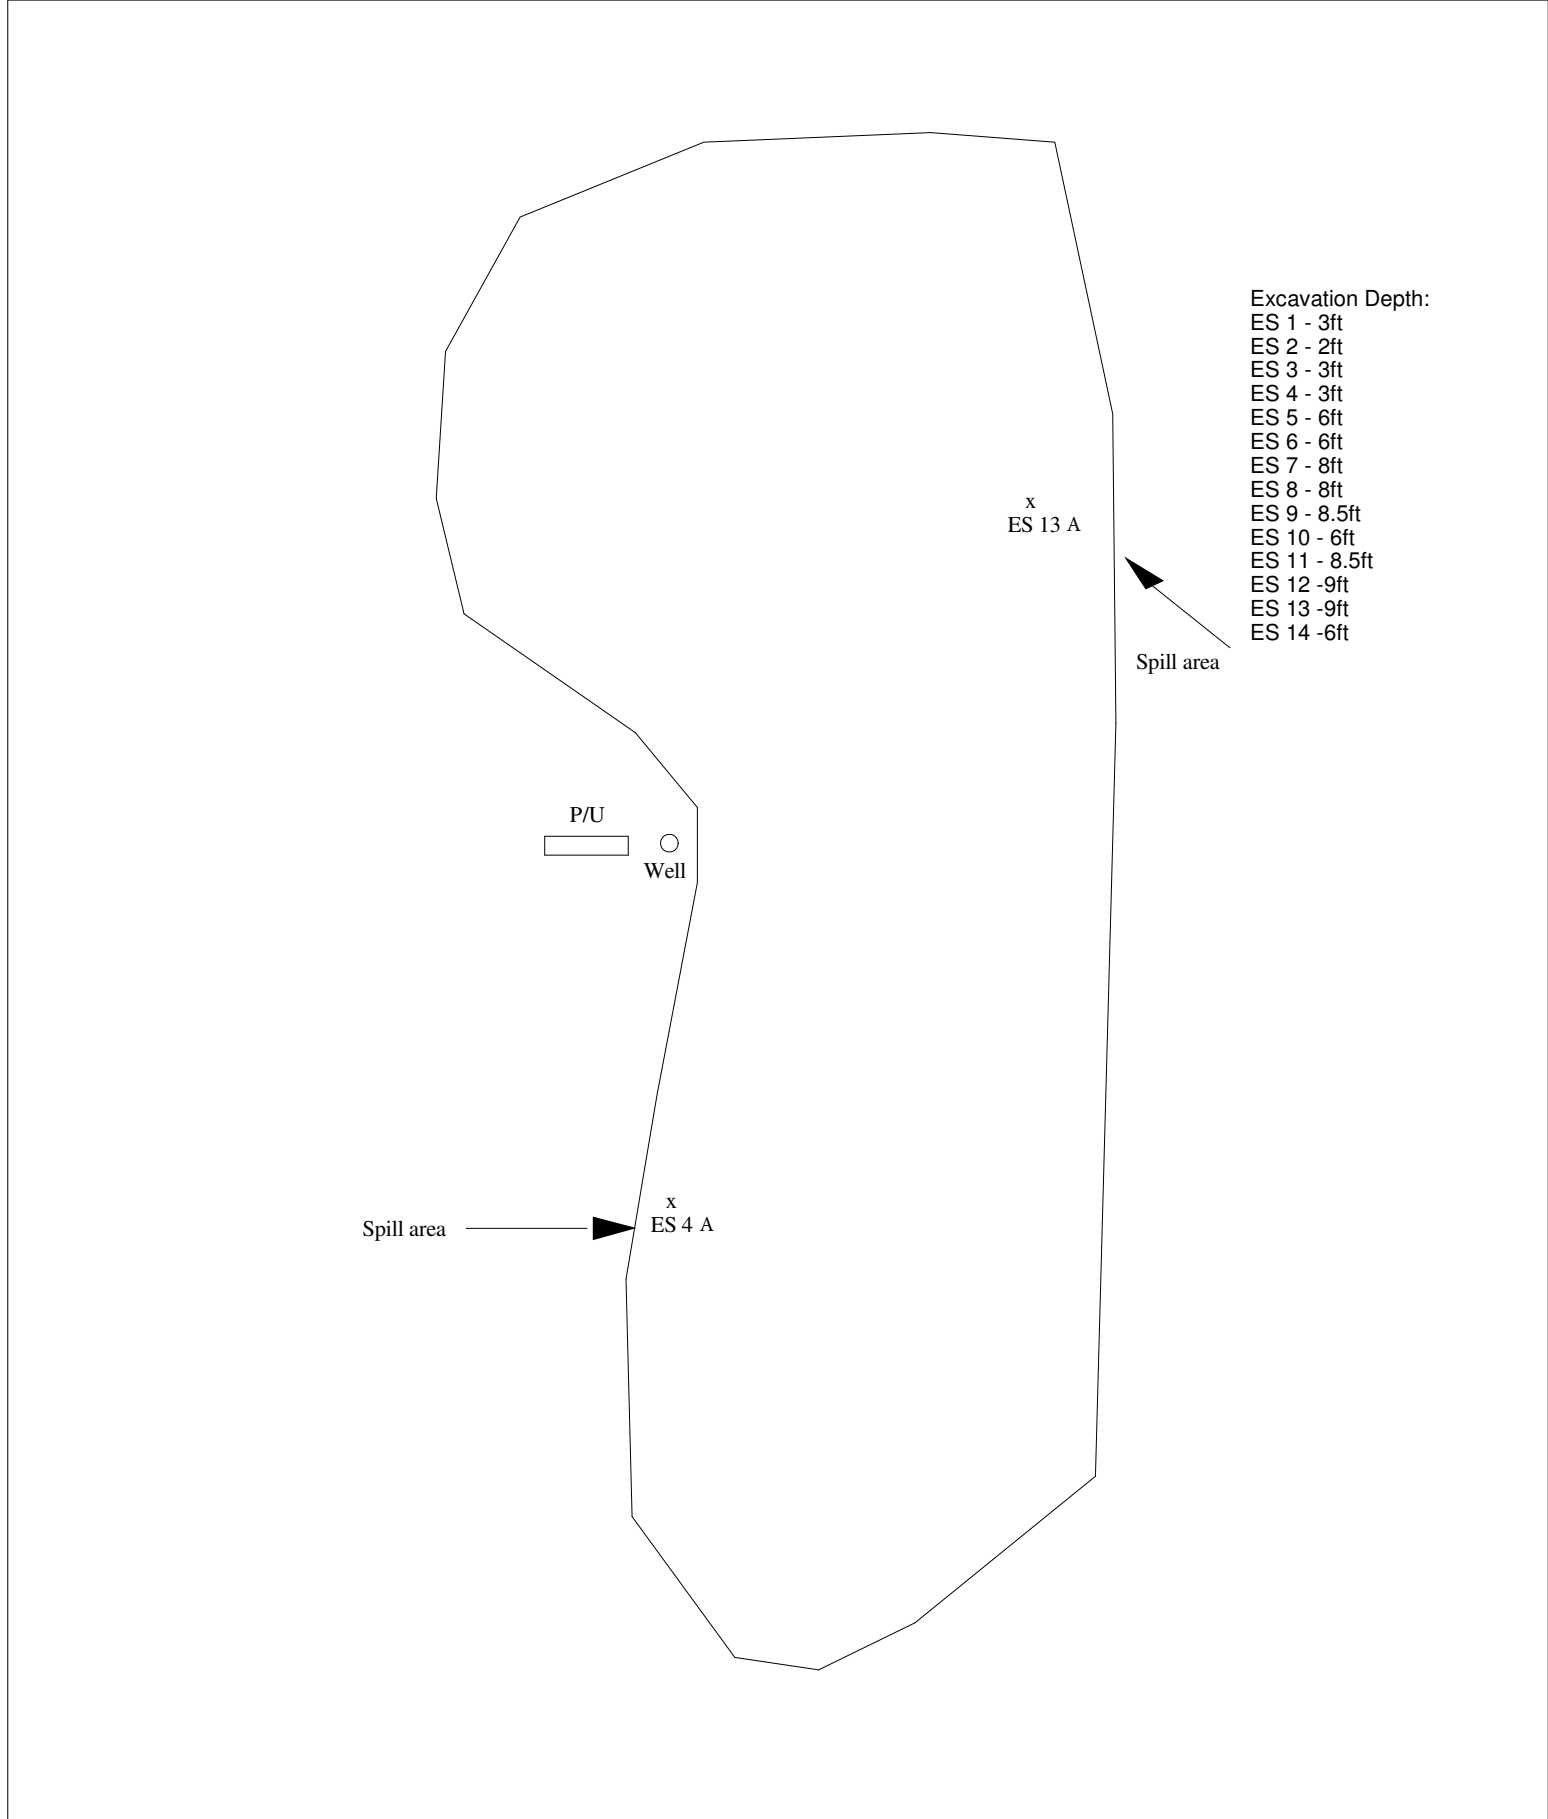 Excavation Depth:
ES 1 - 3ft
ES 2 - 2ft
ES 3 - 3ft
ES 4 - 3ft
ES 5 - 6ft
ES 6 - 6ft
ES 7 - 8ft
ES 8 - 8ft
ES 9 - 8.5ft
ES 10 - 6ft
ES 11 - 8.5ft
ES 12 -9ft
ES 13 -9ft
ES 14 -6ft
x
ES 13 A
Spill area
P/U
Well
x
ES 4 A
Spill area